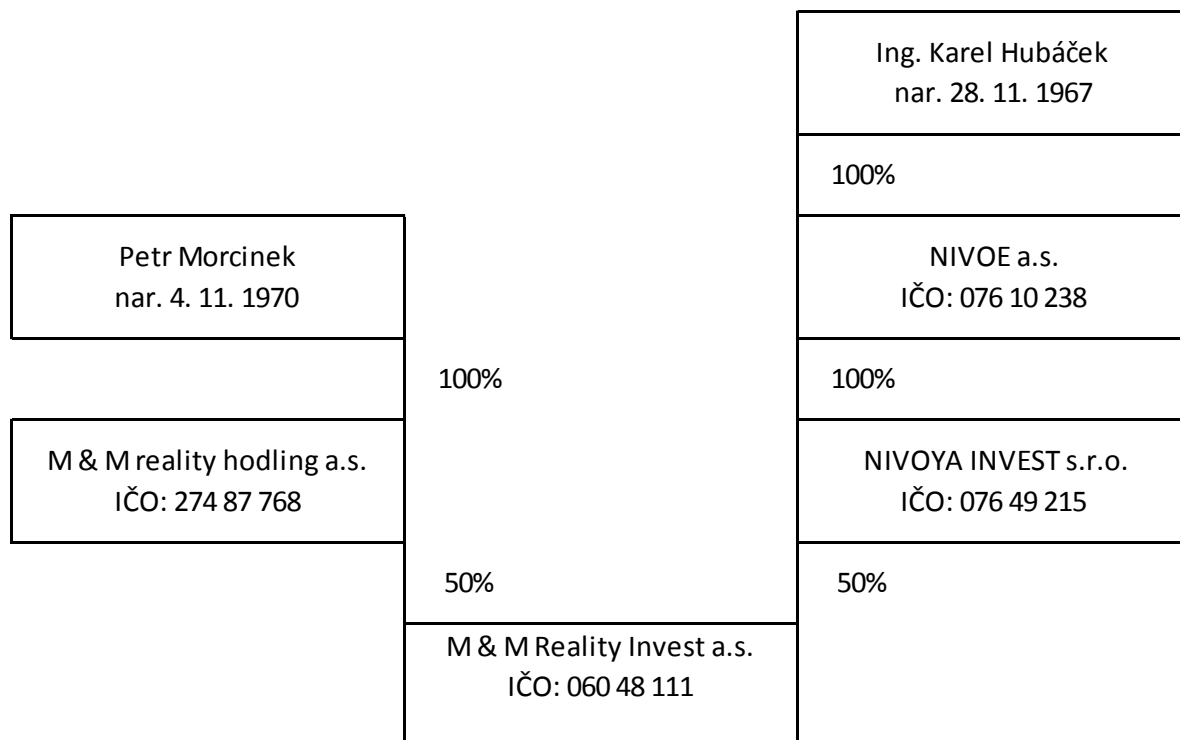 Ing. Karel Hubáček
nar. 28. 11. 1967
100%
Petr Morcinek
nar. 4. 11. 1970
NIVOE a.s.
IČO: 076 10 238
100%
100%
M & M reality hodling a.s.
IČO: 274 87 768
NIVOYA INVEST s.r.o.
IČO: 076 49 215
50%
50%
M & M Reality Invest a.s.
IČO: 060 48 111